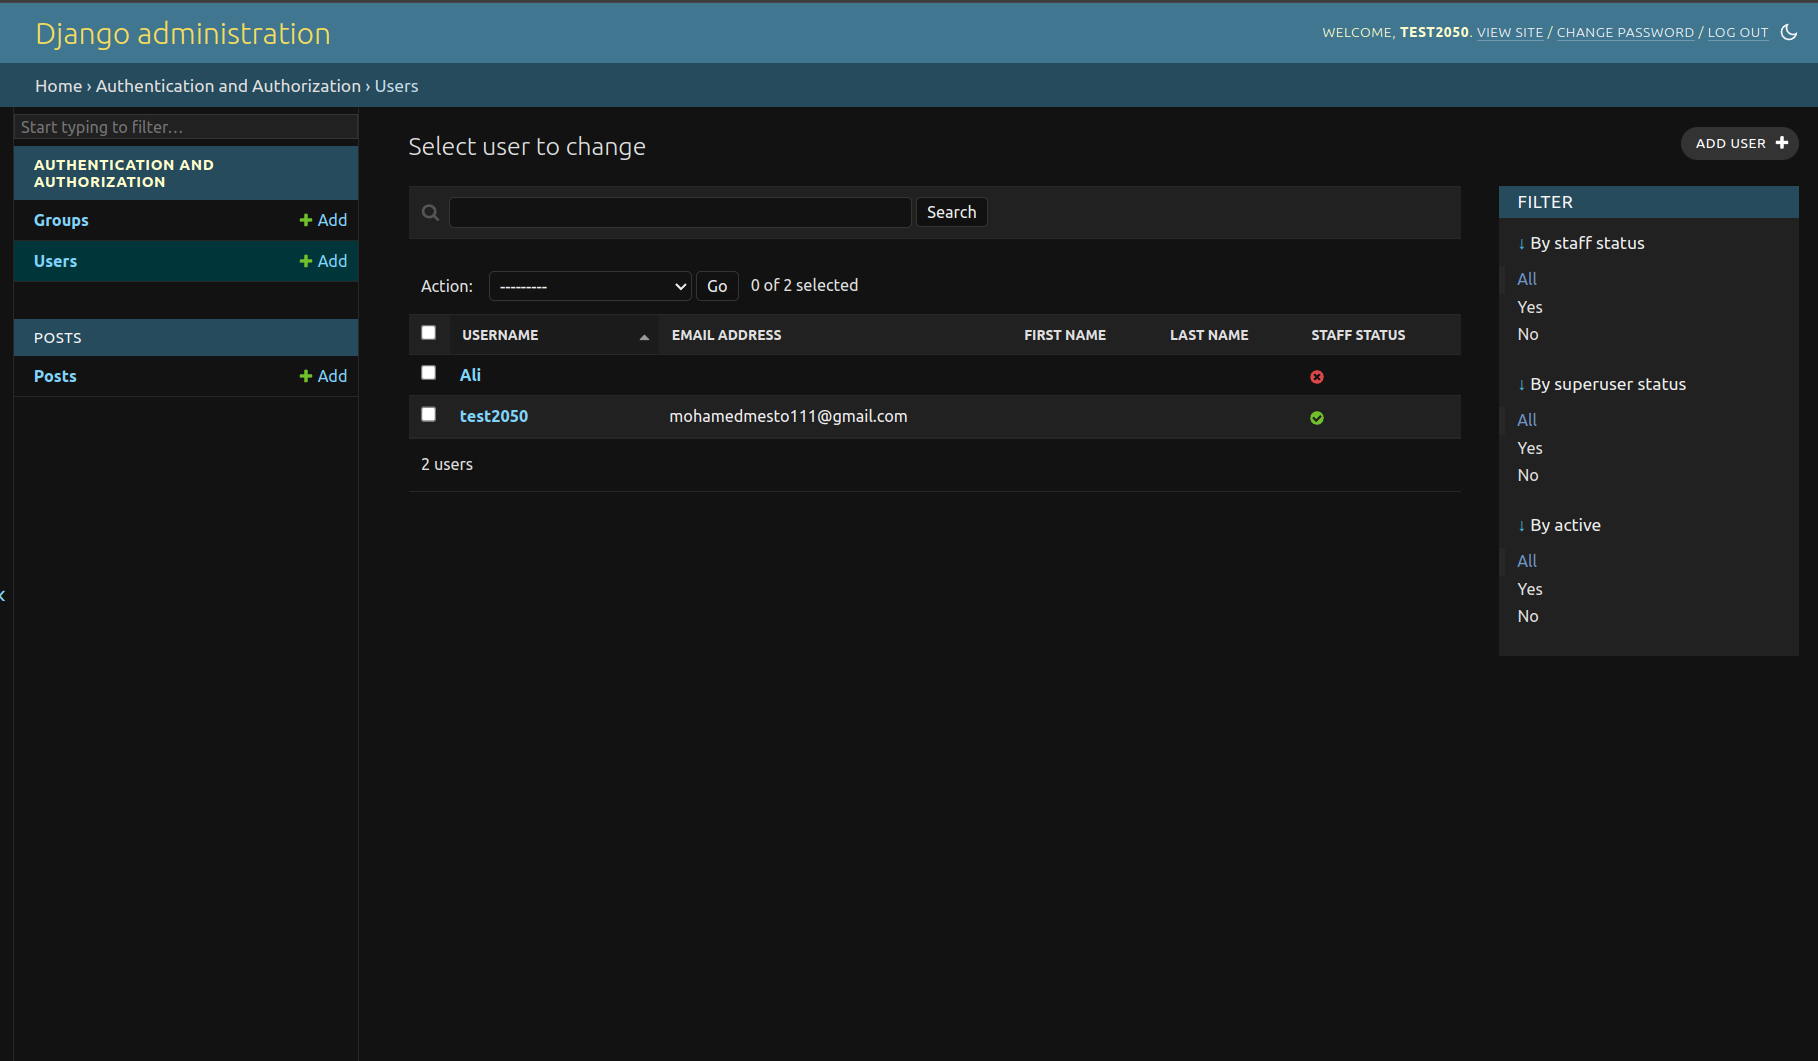 Django administration
WELCOME, TEST2050. VIEW SITE / CHANGE PASSWORD / LOG OUT
Home › Authentication and Authorization › Users
Start typing to filter…
AUTHENTICATION AND
AUTHORIZATION
Groups + Add
Users + Add
POSTS
Posts + Add
Select user to change
ADD USER +
Search
Action: --------- Go 0 of 2 selected
USERNAME EMAIL ADDRESS FIRST NAME LAST NAME STAFF STATUS
Ali
test2050 mohamedmesto111@gmail.com
2 users
FILTER
↓ By staff status
All
Yes
No
↓ By superuser status
All
Yes
No
↓ By active
All
Yes
No